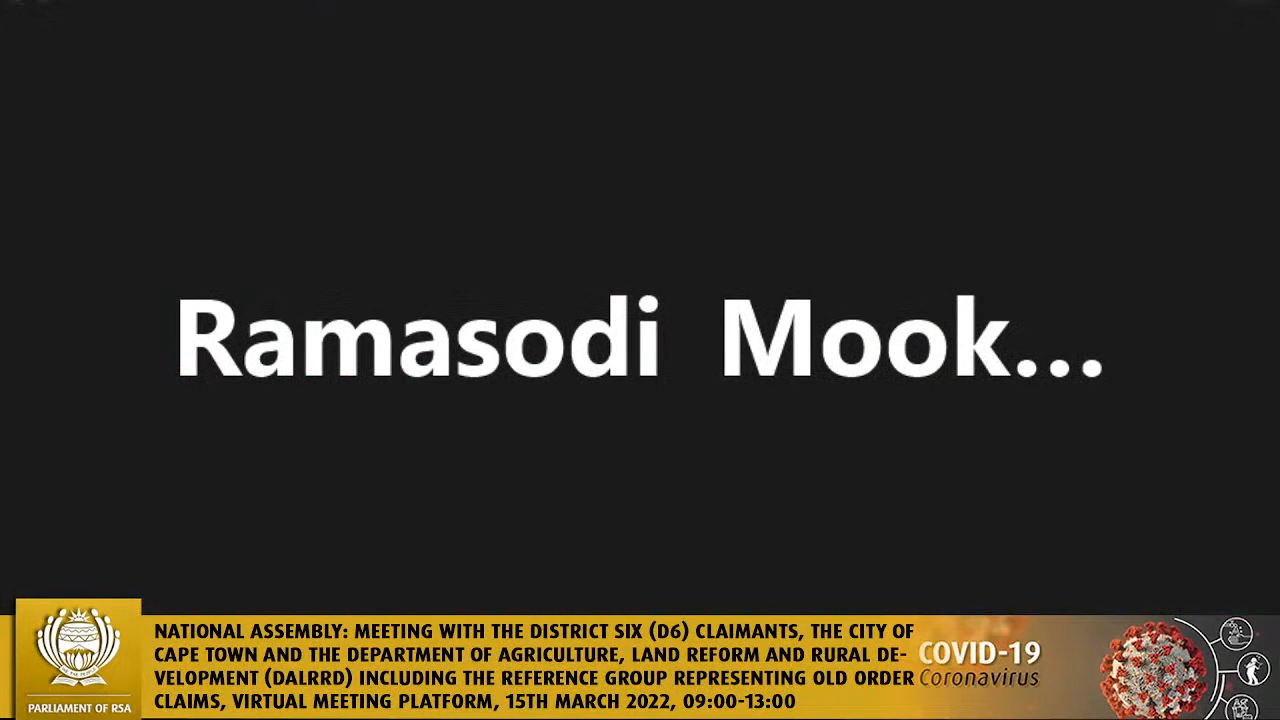 Ramasodi Mook...
NATIONAL ASSEMBLY: MEETING WITH THE DISTRICT SIX (D6) CLAIMANTS, THE CITY OF
CAPE TOWN AND THE DEPARTMENT OF AGRICULTURE, LAND REFORM AND RURAL DE-
VELOPMENT (DALRRD) INCLUDING THE REFERENCE GROUP REPRESENTING OLD ORDER
CLAIMS, VIRTUAL MEETING PLATFORM, 15TH MARCH 2022, 09:00-13:00
COVID-19
Coronavirus
PARLIAMENT OF RSA